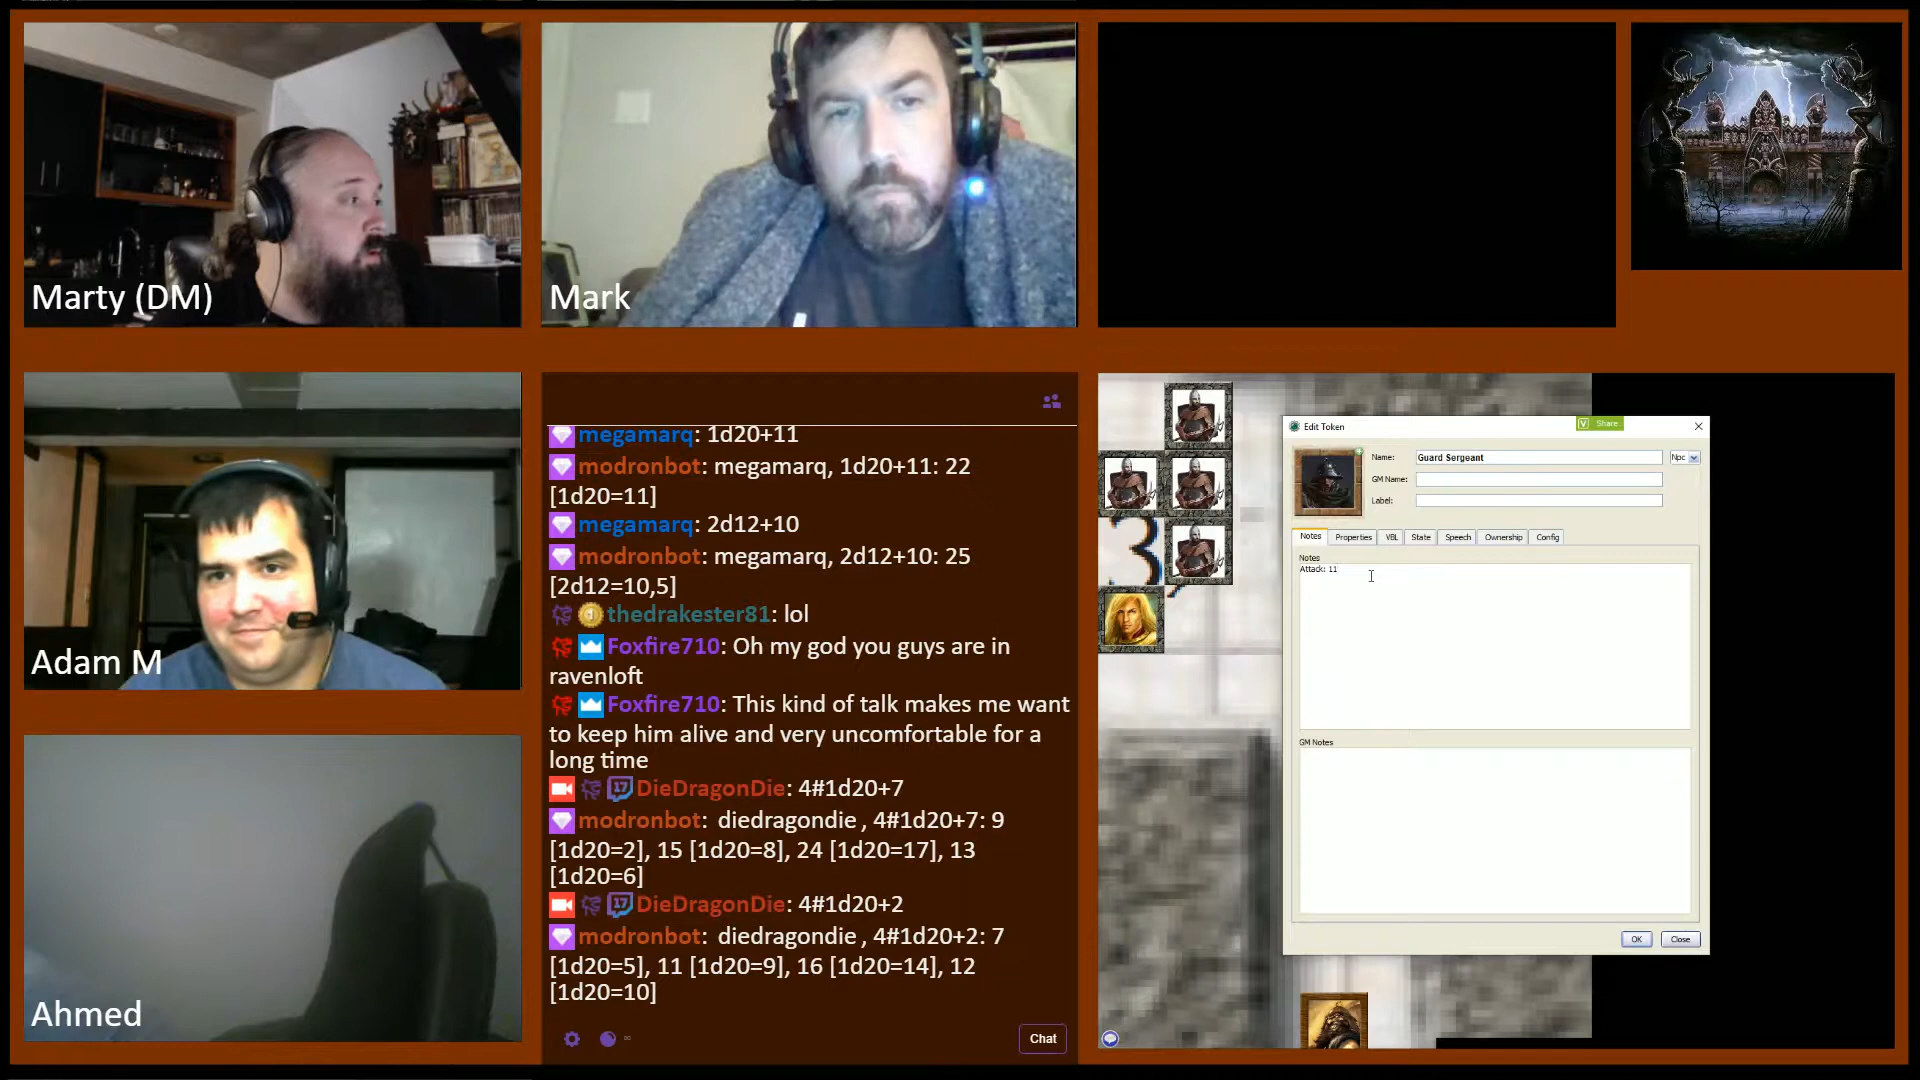 Marty (DM)
Mark
Adam M
Ahmed
megamarq: 1d20+11
modronbot: megamarq, 1d20+11: 22
[1d20=11]
megamarq: 2d12+10
modronbot: megamarq, 2d12+10: 25
[2d12=10,5]
thedrakester81: lol
Foxfire710: Oh my god you guys are in
ravenloft
Foxfire710: This kind of talk makes me want
to keep him alive and very uncomfortable for a
long time
17 DieDragonDie: 4#1d20+7
modronbot: diedragondie , 4#1d20+7: 9
[1d20=2], 15 [1d20=8], 24 [1d20=17], 13
[1d20=6]
17 DieDragonDie: 4#1d20+2
modronbot: diedragondie , 4#1d20+2: 7
[1d20=5], 11 [1d20=9], 16 [1d20=14], 12
[1d20=10]
Chat
3
Edit Token
V Share
Name: Guard Sergeant Npc
GM Name:
Label:
Notes Properties VBL State Speech Ownership Config
Notes
Attack: 11
GM Notes
OK Close